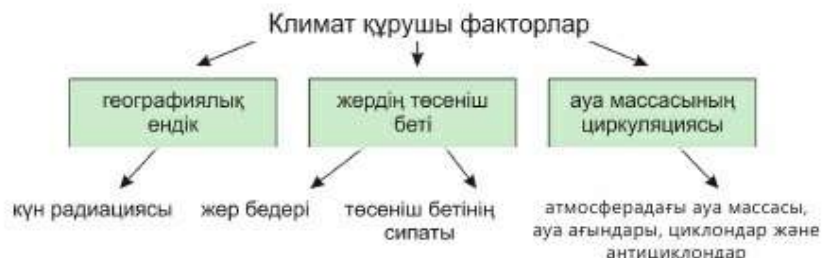 Климат құрушы факторлар
географиялық
ендік
жердің төсеніш
беті
ауа массасының
циркуляциясы
күн радиациясы
жер бедері
төсеніш бетінің
сипаты
атмосферадағы ауа массасы,
ауа ағындары, циклондар және
антициклондар